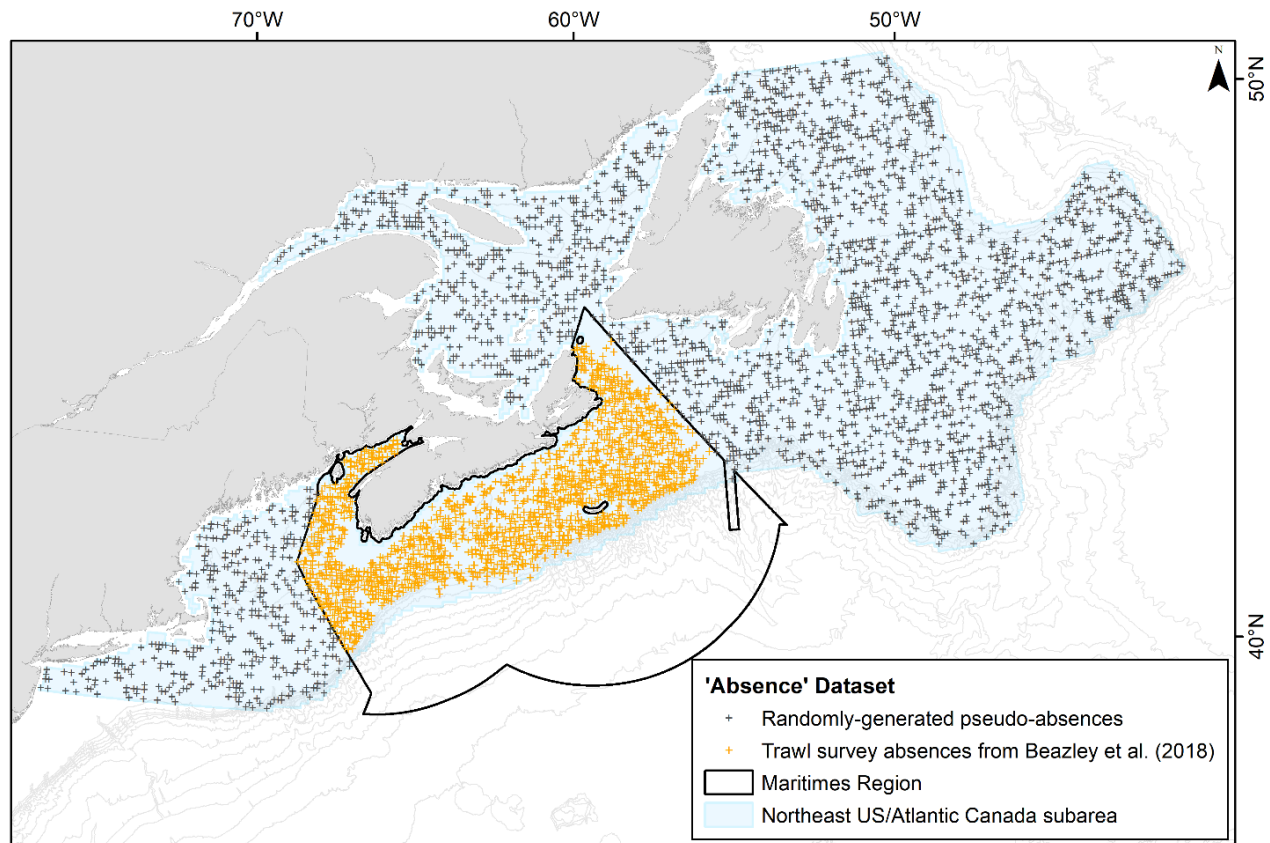 70°W 60°W 50°W
N
50°N
40°N
'Absence' Dataset
Randomly-generated pseudo-absences
Trawl survey absences from Beazley et al. (2018)
Maritimes Region
Northeast US/Atlantic Canada subarea